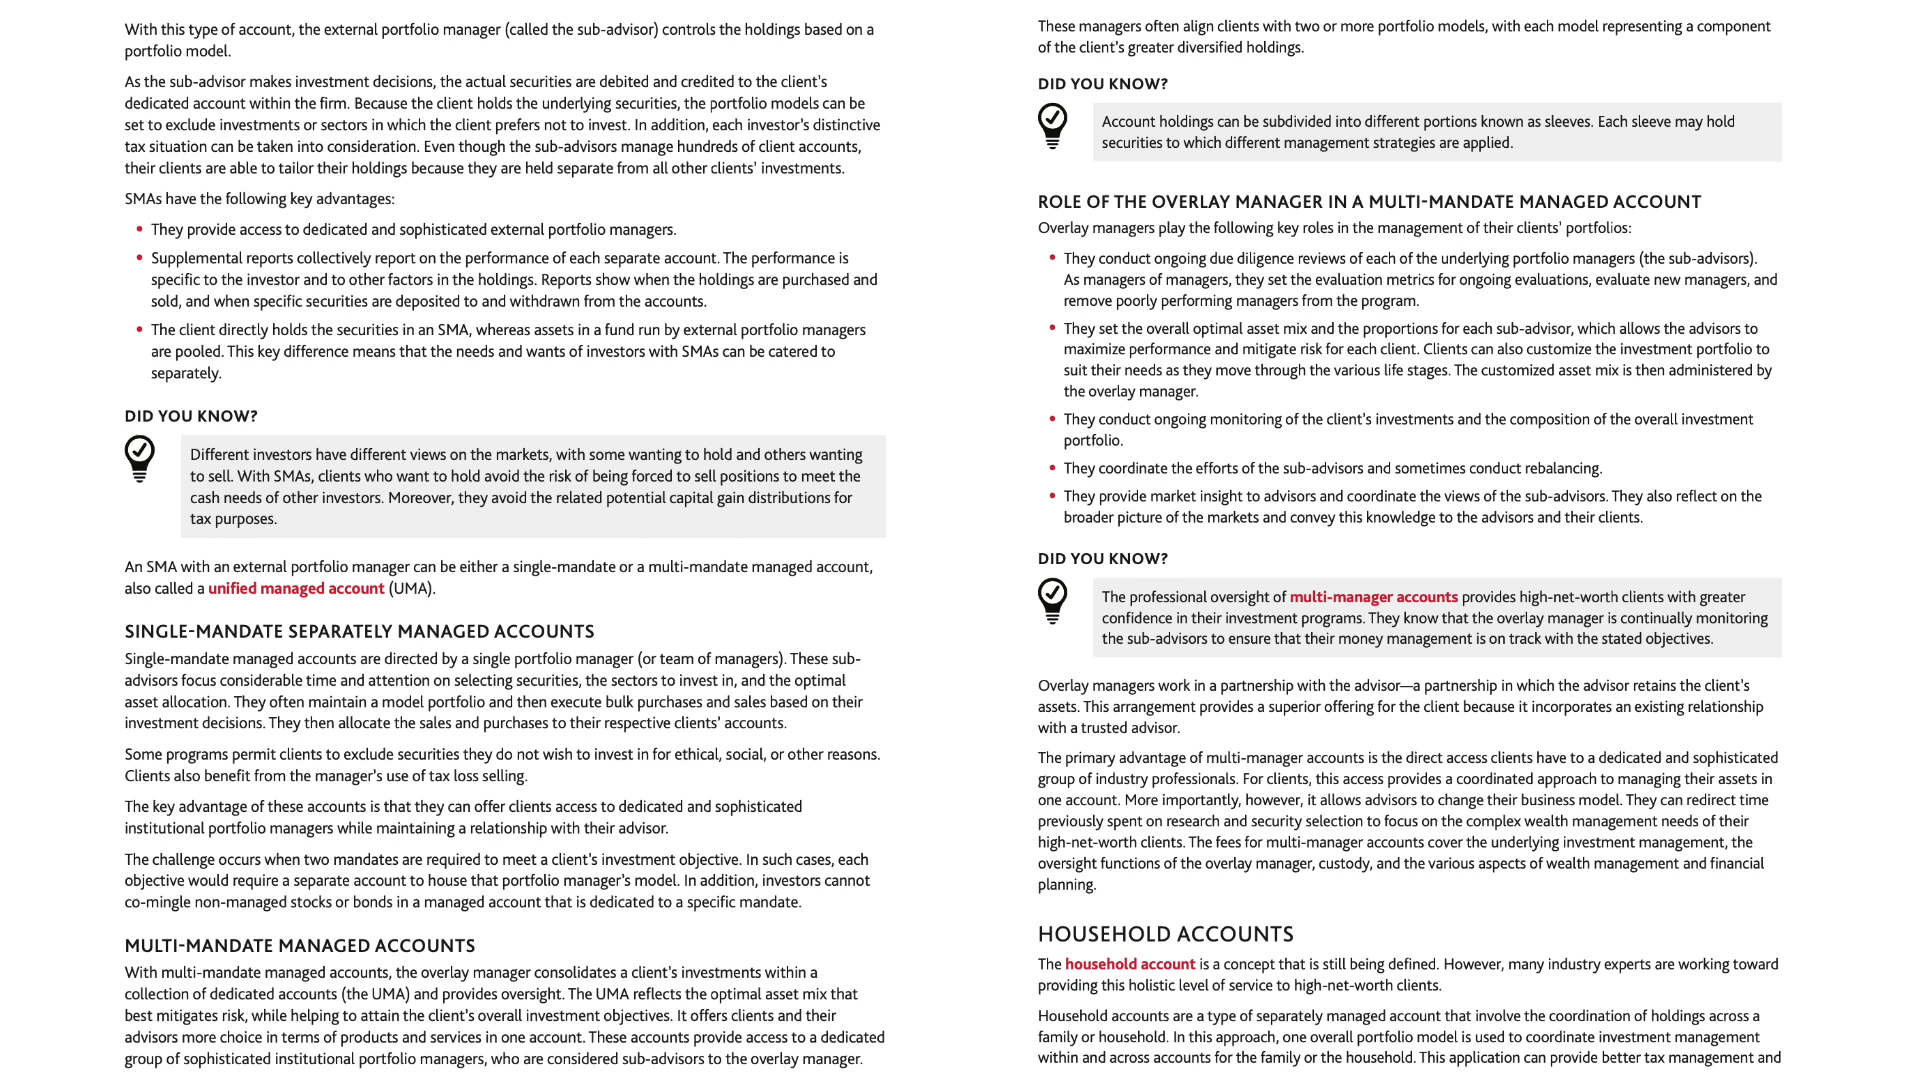 With this type of account, the external portfolio manager (called the sub-advisor) controls the holdings based on a
portfolio model.
As the sub-advisor makes investment decisions, the actual securities are debited and credited to the client's
dedicated account within the firm. Because the client holds the underlying securities, the portfolio models can be
set to exclude investments or sectors in which the client prefers not to invest. In addition, each investor's distinctive
tax situation can be taken into consideration. Even though the sub-advisors manage hundreds of client accounts,
their clients are able to tailor their holdings because they are held separate from all other clients' investments.
SMAs have the following key advantages:
• They provide access to dedicated and sophisticated external portfolio managers.
• Supplemental reports collectively report on the performance of each separate account. The performance is
specific to the investor and to other factors in the holdings. Reports show when the holdings are purchased and
sold, and when specific securities are deposited to and withdrawn from the accounts.
• The client directly holds the securities in an SMA, whereas assets in a fund run by external portfolio managers
are pooled. This key difference means that the needs and wants of investors with SMAs can be catered to
separately.
DID YOU KNOW?
Different investors have different views on the markets, with some wanting to hold and others wanting
to sell. With SMAs, clients who want to hold avoid the risk of being forced to sell positions to meet the
cash needs of other investors. Moreover, they avoid the related potential capital gain distributions for
tax purposes.
An SMA with an external portfolio manager can be either a single-mandate or a multi-mandate managed account,
also called a unified managed account (UMA).
SINGLE-MANDATE SEPARATELY MANAGED ACCOUNTS
Single-mandate managed accounts are directed by a single portfolio manager (or team of managers). These sub-
advisors focus considerable time and attention on selecting securities, the sectors to invest in, and the optimal
asset allocation. They often maintain a model portfolio and then execute bulk purchases and sales based on their
investment decisions. They then allocate the sales and purchases to their respective clients' accounts.
Some programs permit clients to exclude securities they do not wish to invest in for ethical, social, or other reasons.
Clients also benefit from the manager's use of tax loss selling.
The key advantage of these accounts is that they can offer clients access to dedicated and sophisticated
institutional portfolio managers while maintaining a relationship with their advisor.
The challenge occurs when two mandates are required to meet a client's investment objective. In such cases, each
objective would require a separate account to house that portfolio manager's model. In addition, investors cannot
co-mingle non-managed stocks or bonds in a managed account that is dedicated to a specific mandate.
MULTI-MANDATE MANAGED ACCOUNTS
With multi-mandate managed accounts, the overlay manager consolidates a client's investments within a
collection of dedicated accounts (the UMA) and provides oversight. The UMA reflects the optimal asset mix that
best mitigates risk, while helping to attain the client's overall investment objectives. It offers clients and their
advisors more choice in terms of products and services in one account. These accounts provide access to a dedicated
group of sophisticated institutional portfolio managers, who are considered sub-advisors to the overlay manager.
These managers often align clients with two or more portfolio models, with each model representing a component
of the client's greater diversified holdings.
DID YOU KNOW?
Account holdings can be subdivided into different portions known as sleeves. Each sleeve may hold
securities to which different management strategies are applied.
ROLE OF THE OVERLAY MANAGER IN A MULTI-MANDATE MANAGED ACCOUNT
Overlay managers play the following key roles in the management of their clients' portfolios:
• They conduct ongoing due diligence reviews of each of the underlying portfolio managers (the sub-advisors).
As managers of managers, they set the evaluation metrics for ongoing evaluations, evaluate new managers, and
remove poorly performing managers from the program.
• They set the overall optimal asset mix and the proportions for each sub-advisor, which allows the advisors to
maximize performance and mitigate risk for each client. Clients can also customize the investment portfolio to
suit their needs as they move through the various life stages. The customized asset mix is then administered by
the overlay manager.
• They conduct ongoing monitoring of the client's investments and the composition of the overall investment
portfolio.
• They coordinate the efforts of the sub-advisors and sometimes conduct rebalancing.
• They provide market insight to advisors and coordinate the views of the sub-advisors. They also reflect on the
broader picture of the markets and convey this knowledge to the advisors and their clients.
DID YOU KNOW?
The professional oversight of multi-manager accounts provides high-net-worth clients with greater
confidence in their investment programs. They know that the overlay manager is continually monitoring
the sub-advisors to ensure that their money management is on track with the stated objectives.
Overlay managers work in a partnership with the advisor—a partnership in which the advisor retains the client's
assets. This arrangement provides a superior offering for the client because it incorporates an existing relationship
with a trusted advisor.
The primary advantage of multi-manager accounts is the direct access clients have to a dedicated and sophisticated
group of industry professionals. For clients, this access provides a coordinated approach to managing their assets in
one account. More importantly, however, it allows advisors to change their business model. They can redirect time
previously spent on research and security selection to focus on the complex wealth management needs of their
high-net-worth clients. The fees for multi-manager accounts cover the underlying investment management, the
oversight functions of the overlay manager, custody, and the various aspects of wealth management and financial
planning.
HOUSEHOLD ACCOUNTS
The household account is a concept that is still being defined. However, many industry experts are working toward
providing this holistic level of service to high-net-worth clients.
Household accounts are a type of separately managed account that involve the coordination of holdings across a
family or household. In this approach, one overall portfolio model is used to coordinate investment management
within and across accounts for the family or the household. This application can provide better tax management and